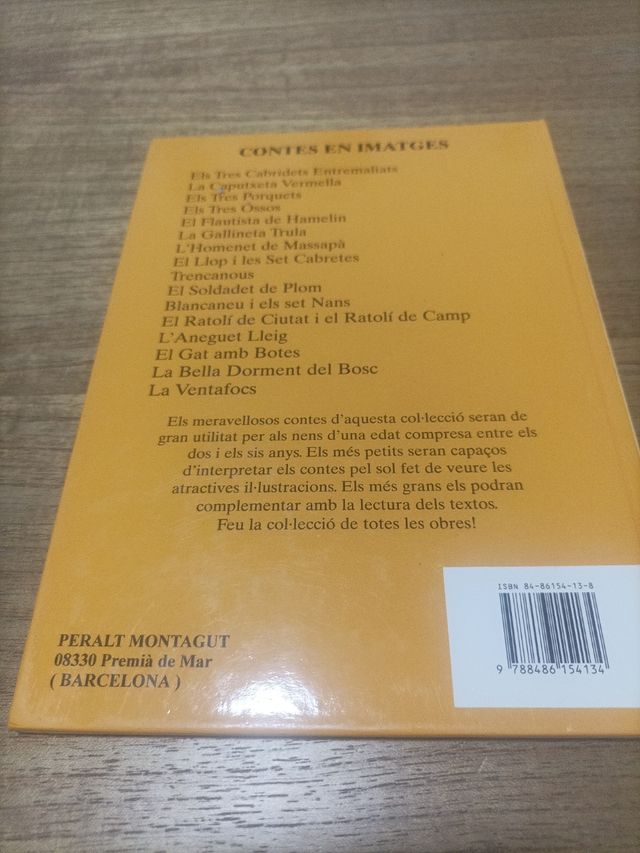 CONTES EN IMATGES
Els Tres Cabridets Entremaliats
La Caputxeta Vermella
Els Tres Porquets
Els Tres Óssos
El Flautista de Hamelin
La Gallineta Trula
L'Homenet de Massapà
El Llop i les Set Cabretes
Trencanous
El Soldadet de Plom
Blancaneu i els set Nans
El Ratolí de Ciutat i el Ratolí de Camp
L'Aneguet Lleig
El Gat amb Botes
La Bella Dorment del Bosc
La Ventafocs
Els meravellosos contes d'aquesta col·lecció seran de
gran utilitat per als nens d'una edat compresa entre els
dos i els sis anys. Els més petits seran capaços
d'interpretar els contes pel sol fet de veure les
atractives il·lustracions. Els més grans els podran
complementar amb la lectura dels textos.
Feu la col·lecció de totes les obres!
ISBN 84-86154-13-8
9 788486 154134
PERALT MONTAGUT
08330 Premià de Mar
( BARCELONA )